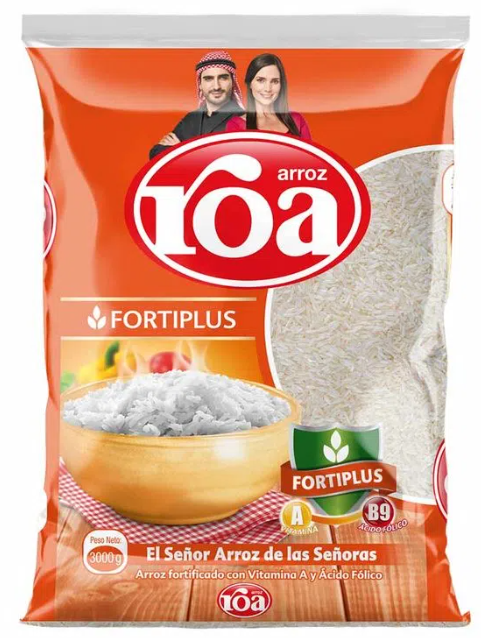 arroz
roa
FORTIPLUS
FORTIPLUS
A
VITAMINA
B9
ÁCIDO FÓLICO
Peso Neto:
3000g
El Señor Arroz de las Señoras
Arroz fortificado con Vitamina A y Ácido Fólico
arroz
roa